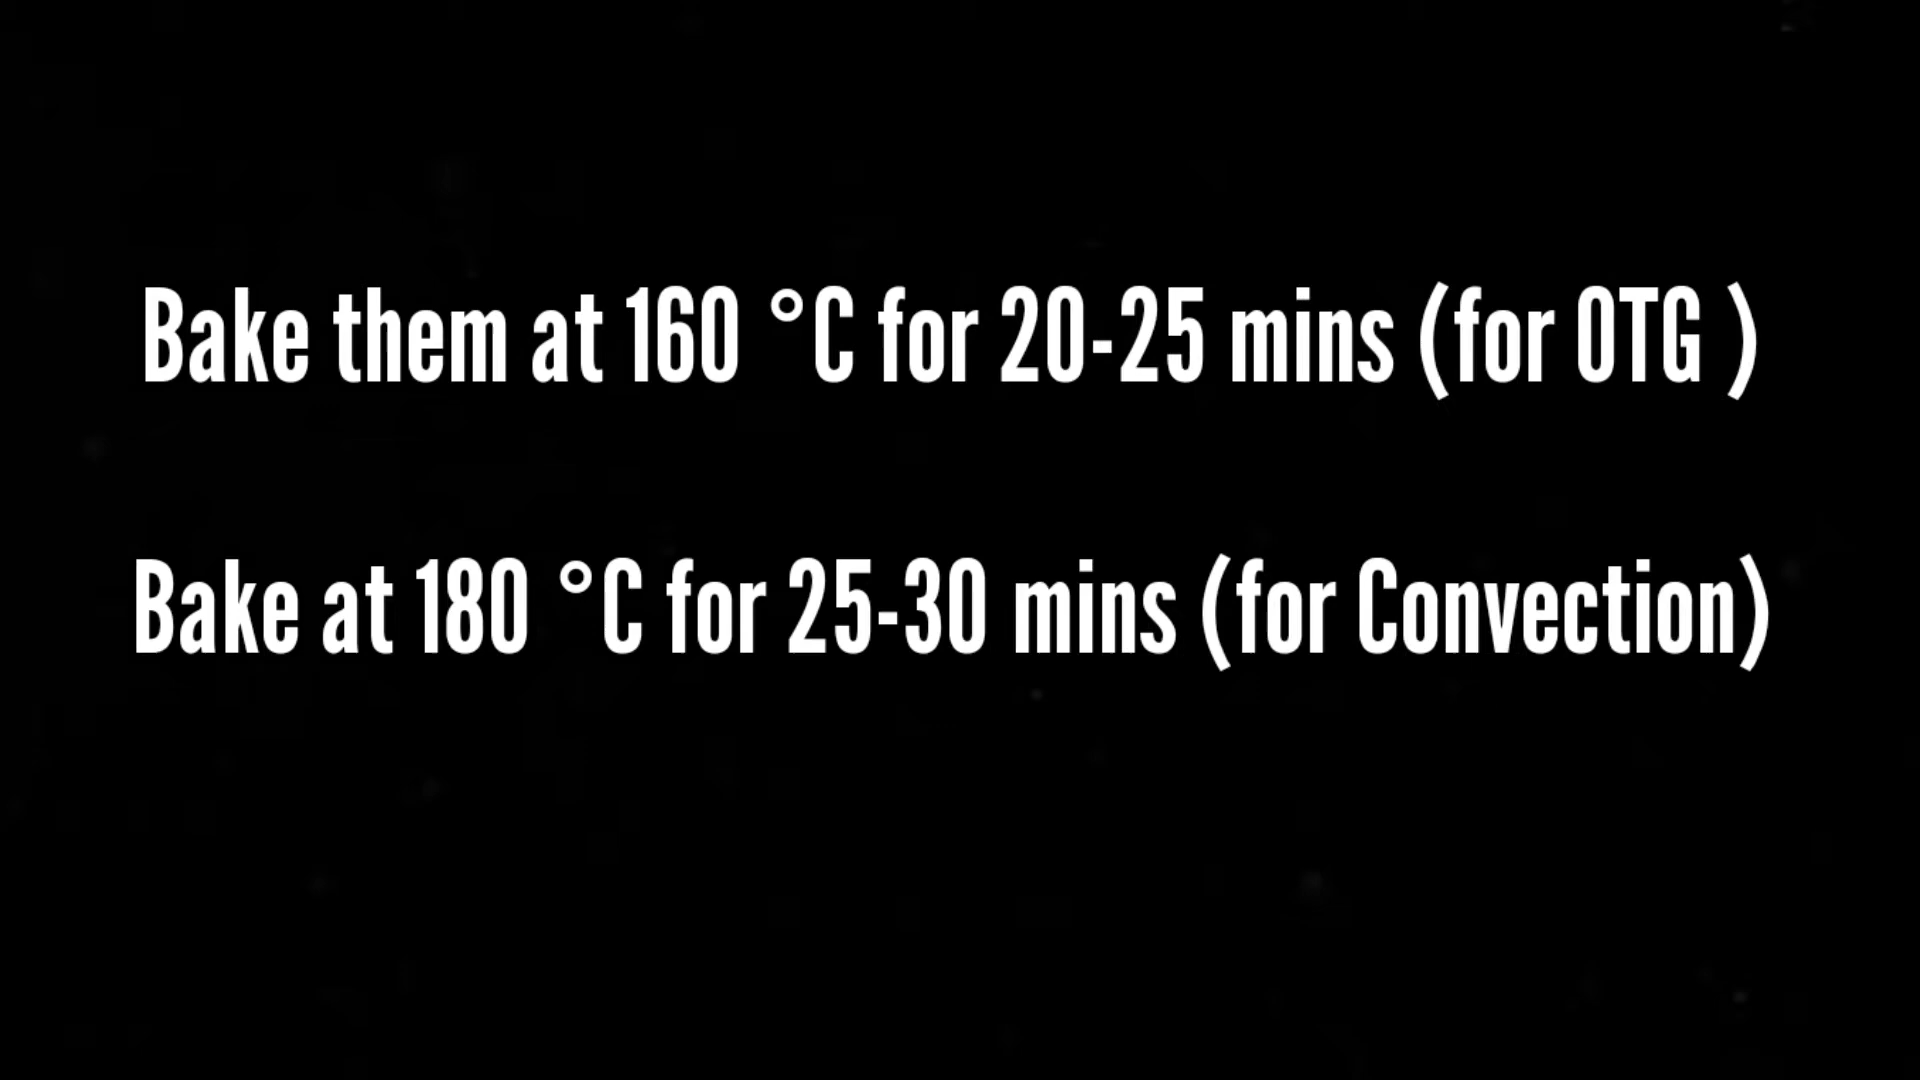 Bake them at 160 °C for 20-25 mins (for OTG )
Bake at 180 °C for 25-30 mins (for Convection)